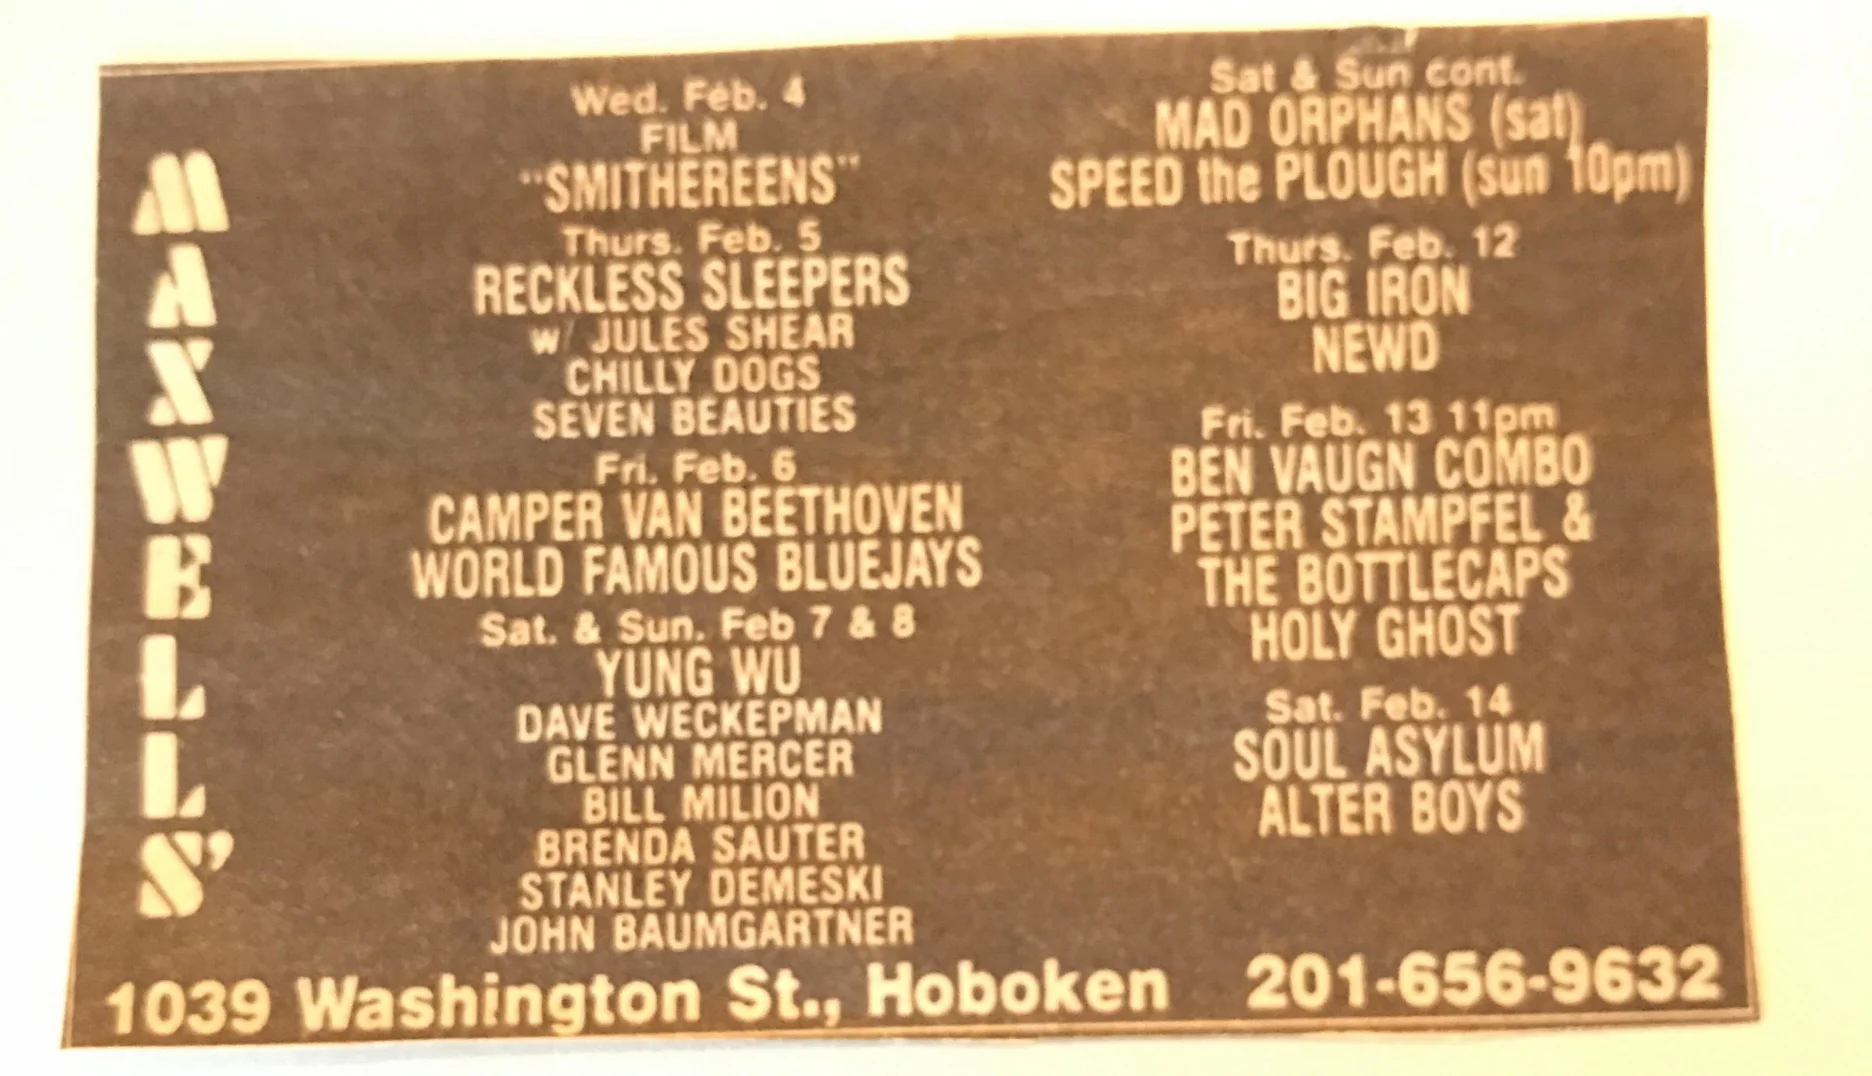 MAXWELLS'
Wed. Feb. 4
FILM
"SMITHEREENS"
Thurs. Feb. 5
RECKLESS SLEEPERS
w/ JULES SHEAR
CHILLY DOGS
SEVEN BEAUTIES
Fri. Feb. 6
CAMPER VAN BEETHOVEN
WORLD FAMOUS BLUEJAYS
Sat. & Sun. Feb 7 & 8
YUNG WU
DAVE WECKEPMAN
GLENN MERCER
BILL MILION
BRENDA SAUTER
STANLEY DEMESKI
JOHN BAUMGARTNER
Sat & Sun cont.
MAD ORPHANS (sat)
SPEED the PLOUGH (sun 10pm)
Thurs. Feb. 12
BIG IRON
NEWD
Fri. Feb. 13 11pm
BEN VAUGN COMBO
PETER STAMPFEL &
THE BOTTLECAPS
HOLY GHOST
Sat. Feb. 14
SOUL ASYLUM
ALTER BOYS
1039 Washington St., Hoboken 201-656-9632